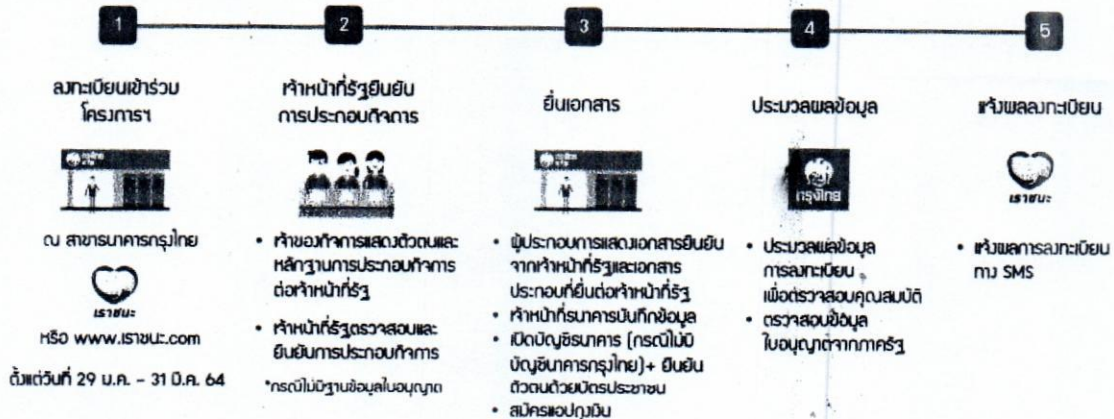 1
ลงทะเบียนเข้าร่วม
โครงการฯ
กรุงไทย
ณ สาขาธนาคารกรุงไทย
เราชนะ
หรือ www.เราชนะ.com
ตั้งแต่วันที่ 29 ม.ค. - 31 มี.ค. 64
2
เจ้าหน้าที่รัฐยืนยัน
การประกอบกิจการ
• เจ้าของกิจการแสดงตัวตนและ
หลักฐานการประกอบกิจการ
ต่อเจ้าหน้าที่รัฐ
• เจ้าหน้าที่รัฐตรวจสอบและ
ยืนยันการประกอบกิจการ
*กรณีไม่มีฐานข้อมูลใบอนุญาต
3
ยื่นเอกสาร
• ผู้ประกอบการแสดงเอกสารยืนยัน
จากเจ้าหน้าที่รัฐและเอกสาร
ประกอบที่ยื่นต่อเจ้าหน้าที่รัฐ
• เจ้าหน้าที่ธนาคารบันทึกข้อมูล
• เปิดบัญชีธนาคาร (กรณีไม่มี
บัญชีธนาคารกรุงไทย)+ ยืนยัน
ตัวตนด้วยบัตรประชาชน
• สมัครแอปถุงเงิน
4
ประมวลผลข้อมูล
กรุงไทย
• ประมวลผลข้อมูล
การลงทะเบียน
เพื่อตรวจสอบคุณสมบัติ
• ตรวจสอบข้อมูล
ใบอนุญาตจากภาครัฐ
5
แจ้งผลลงทะเบียน
เราชนะ
• แจ้งผลการลงทะเบียน
ทาง SMS